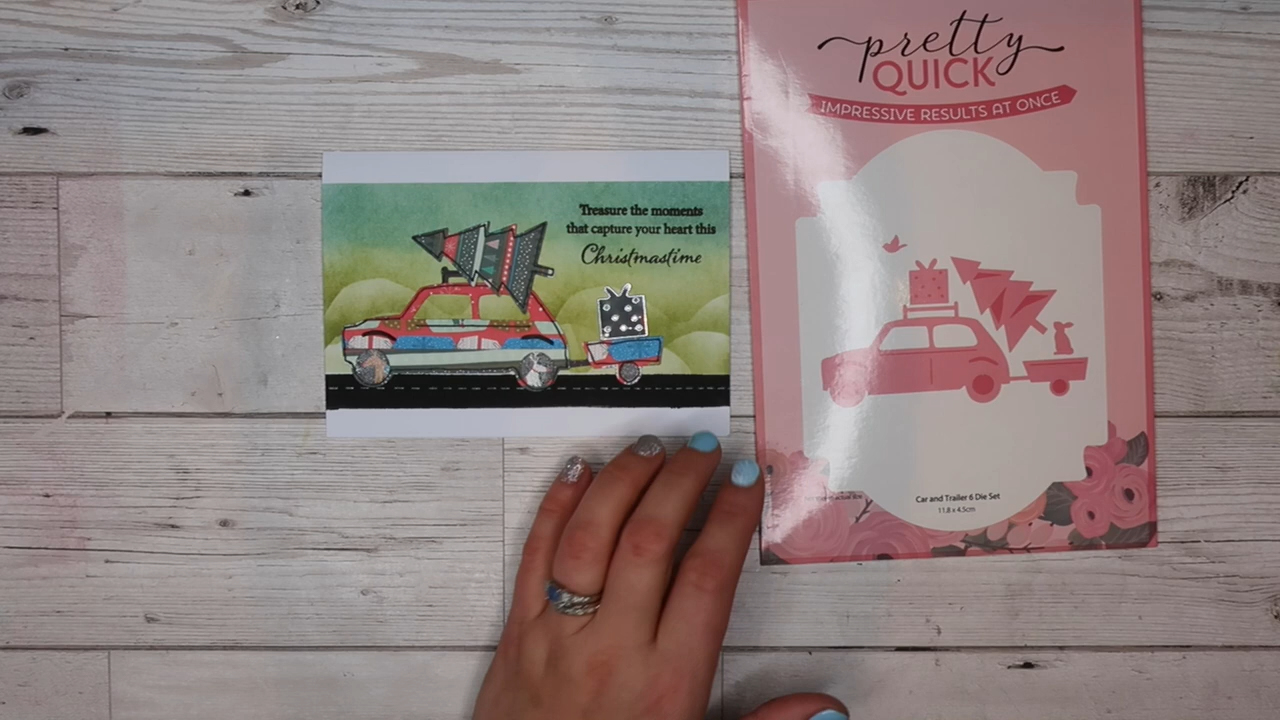 Treasure the moments
that capture your heart this
Christmastime
pretty
QUICK
IMPRESSIVE RESULTS AT ONCE
Car and Trailer 6 Die Set
11.8 x 4.5cm